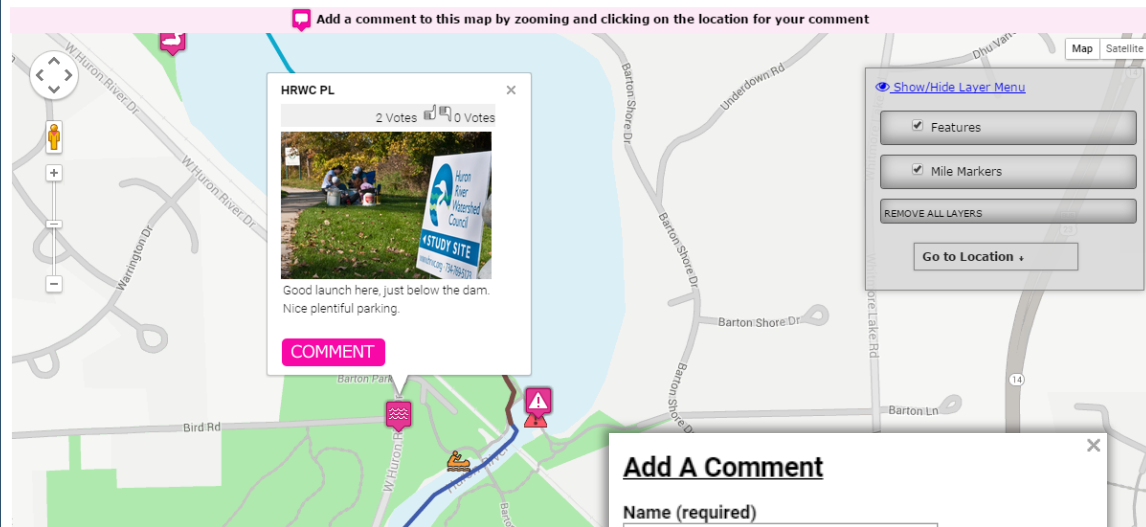 Add a comment to this map by zooming and clicking on the location for your comment
W. Huron River Dr.
W. Huron River Dr.
Warrington Dr
Bird Rd
HRWC PL
2 Votes 0 Votes
Huron
River
Watershed
Council
STUDY SITE
Good launch here, just below the dam.
Nice plentiful parking.
COMMENT
Barton Park
W. Huron R
Huron River
Barton Shore Dr
Underdown Rd
Barton Shore Dr
Barton Shore Dr
Barton Shore Dr
Barton Ln
14
23
Map Satellite
Show/Hide Layer Menu
Features
Mile Markers
REMOVE ALL LAYERS
Go to Location
Add A Comment
Name (required)